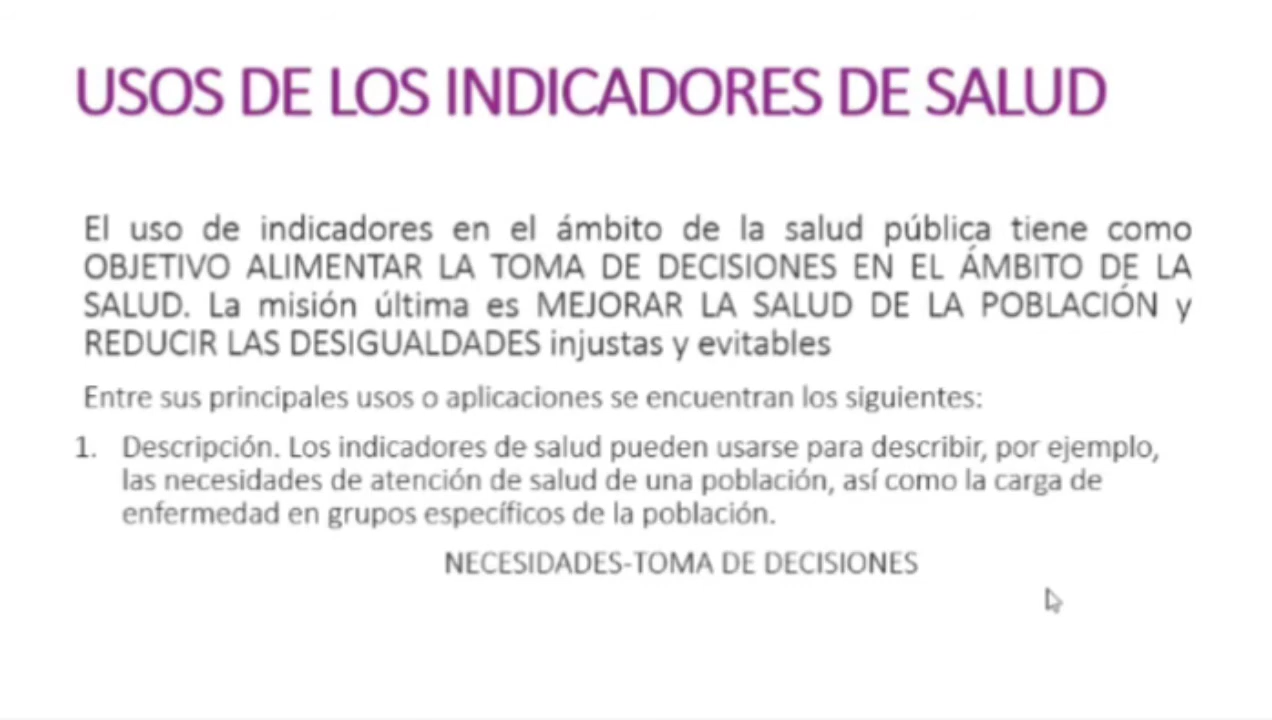 USOS DE LOS INDICADORES DE SALUD
El uso de indicadores en el ámbito de la salud pública tiene como
OBJETIVO ALIMENTAR LA TOMA DE DECISIONES EN EL ÁMBITO DE LA
SALUD. La misión última es MEJORAR LA SALUD DE LA POBLACIÓN y
REDUCIR LAS DESIGUALDADES injustas y evitables
Entre sus principales usos o aplicaciones se encuentran los siguientes:
1. Descripción. Los indicadores de salud pueden usarse para describir, por ejemplo,
las necesidades de atención de salud de una población, así como la carga de
enfermedad en grupos específicos de la población.
NECESIDADES-TOMA DE DECISIONES